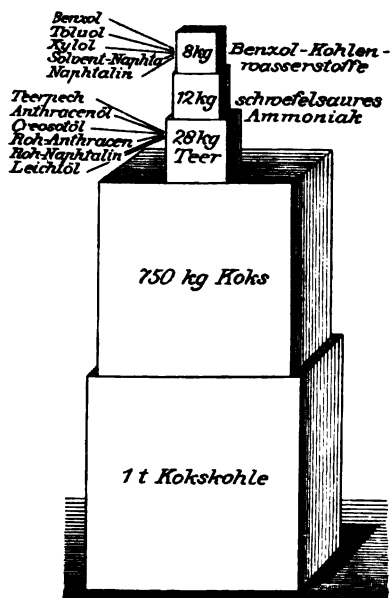 Benzol
Toluol
Xylol
Solvent-Naphta
Naphtalin
8kg
Benzol-Kohlen-
wasserstoffe
12kg
schwefelsaures
Ammoniak
Teerpech
Anthracenöl
Creosotöl
Roh-Anthracen
Roh-Naphtalin
Leichtöl
28kg
Teer
750 kg Koks
1 t Kokskohle